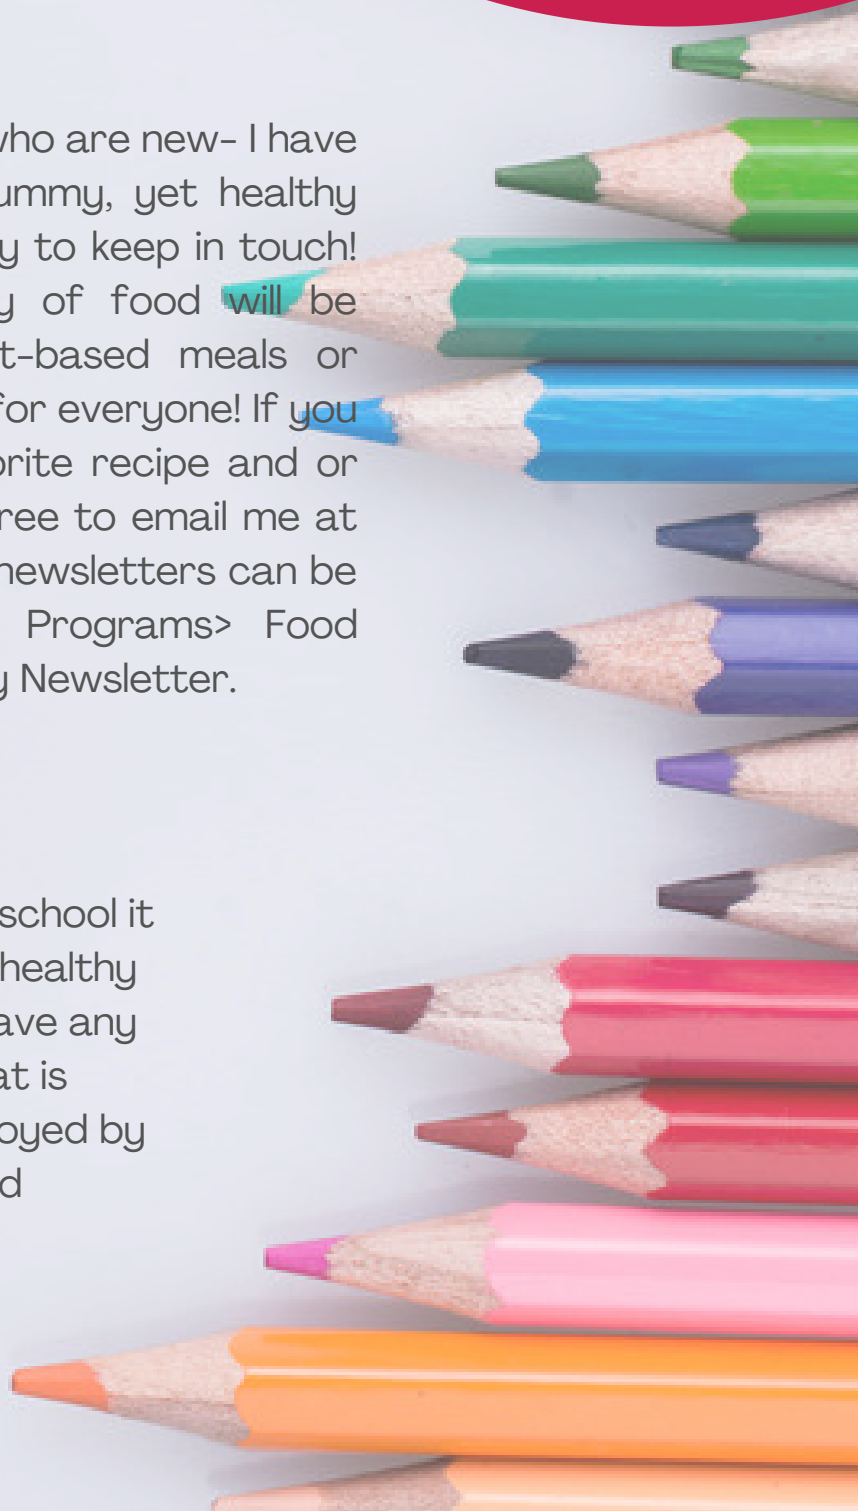 who are new- I have
ummy, yet healthy
y to keep in touch!
y of food will be
t-based meals or
for everyone! If you
orite recipe and or
ree to email me at
newsletters can be
Programs> Food
y Newsletter.
school it
healthy
ave any
at is
oyed by
d